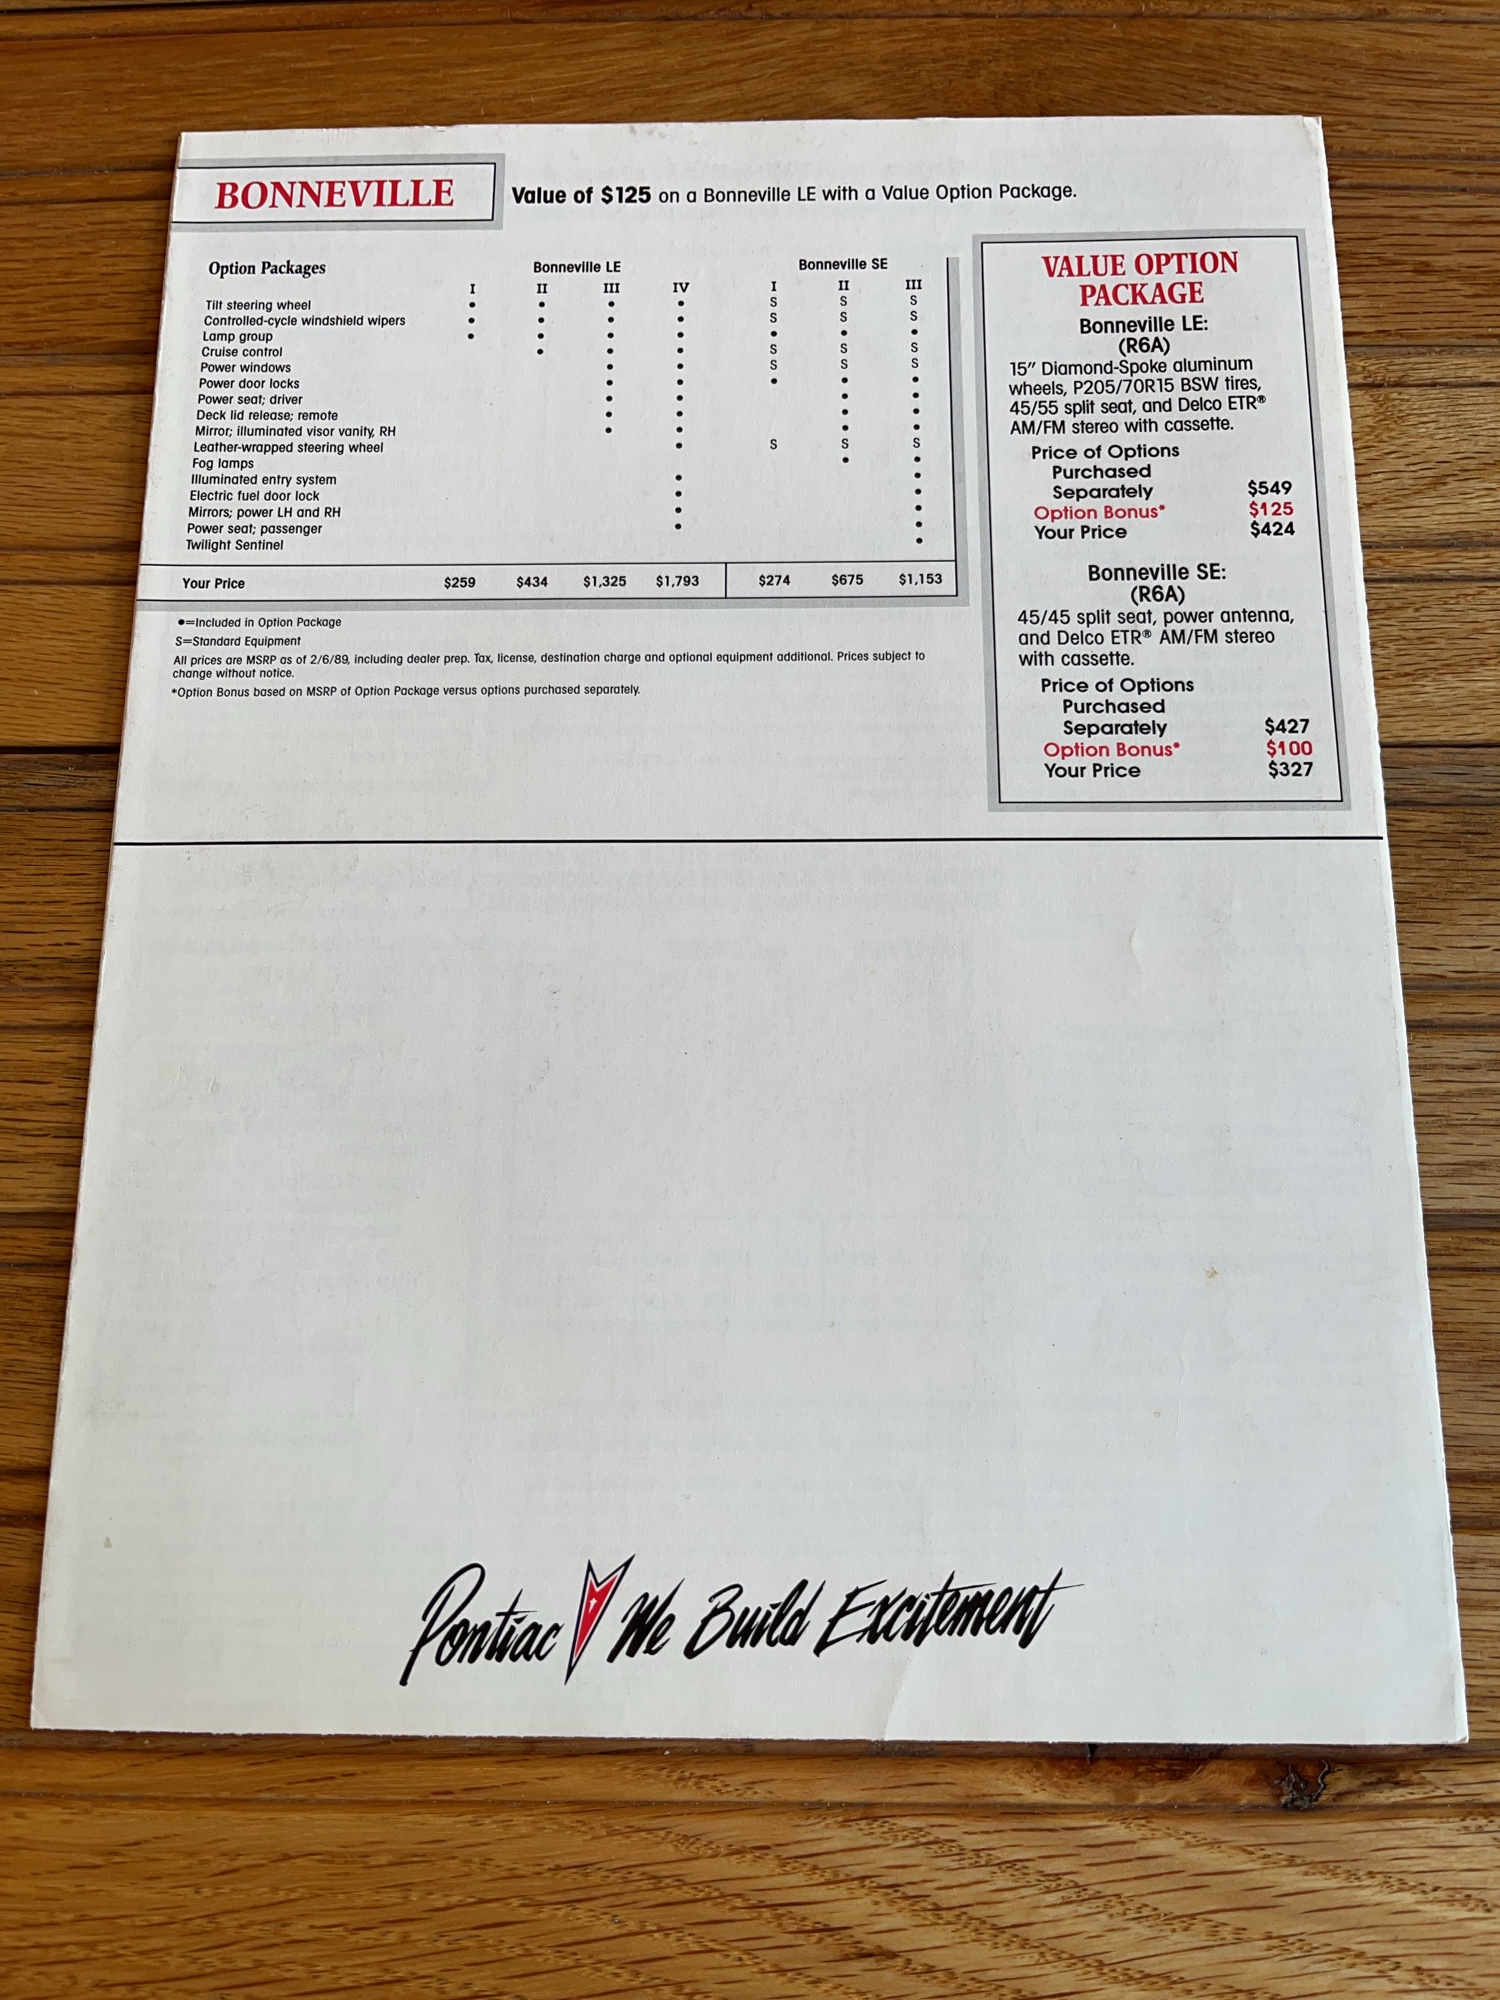 BONNEVILLE Value of $125 on a Bonneville LE with a Value Option Package.
Option Packages Bonneville LE Bonneville SE
I II III IV I II III
Tilt steering wheel • • • • S S S
Controlled-cycle windshield wipers • • • • S S S
Lamp group • • • • • • •
Cruise control • • • S S S
Power windows • • S S S
Power door locks • • • • •
Power seat; driver • • • •
Deck lid release; remote • • • •
Mirror; illuminated visor vanity, RH • • • •
Leather-wrapped steering wheel • S S S
Fog lamps • •
Illuminated entry system • •
Electric fuel door lock • •
Mirrors; power LH and RH • •
Power seat; passenger • •
Twilight Sentinel •
Your Price $259 $434 $1,325 $1,793 $274 $675 $1,153
•=Included in Option Package
S=Standard Equipment
All prices are MSRP as of 2/6/89, including dealer prep. Tax, license, destination charge and optional equipment additional. Prices subject to
change without notice.
*Option Bonus based on MSRP of Option Package versus options purchased separately.
VALUE OPTION
PACKAGE
Bonneville LE:
(R6A)
15" Diamond-Spoke aluminum
wheels, P205/70R15 BSW tires,
45/55 split seat, and Delco ETR®
AM/FM stereo with cassette.
Price of Options
Purchased
Separately $549
Option Bonus* $125
Your Price $424
Bonneville SE:
(R6A)
45/45 split seat, power antenna,
and Delco ETR® AM/FM stereo
with cassette.
Price of Options
Purchased
Separately $427
Option Bonus* $100
Your Price $327
Pontiac We Build Excitement